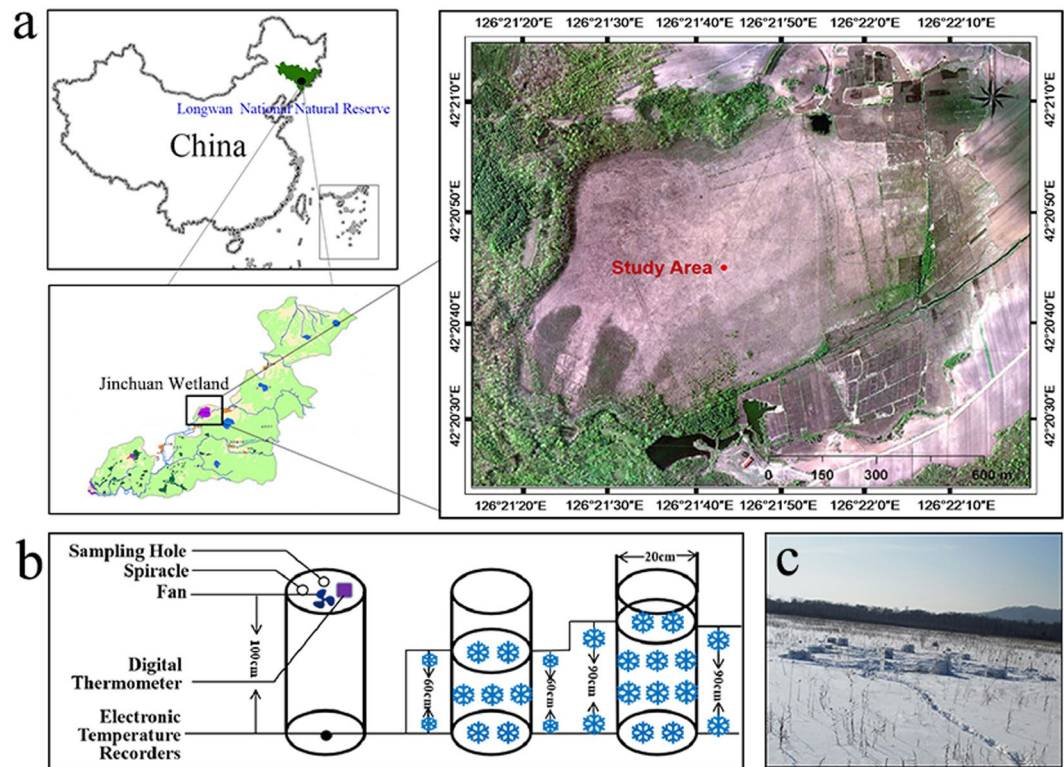 a
Longwan National Natural Reserve
China
Jinchuan Wetland
126°21'20"E 126°21'30"E 126°21'40"E 126°21'50"E 126°22'0"E 126°22'10"E
42°21'0"E
42°20'50"E
42°20'40"E
42°20'30"E
42°21'0"E
42°20'50"E
42°20'40"E
42°20'30"E
Study Area
0 150 300 600 m
126°21'20"E 126°21'30"E 126°21'40"E 126°21'50"E 126°22'0"E 126°22'10"E
b
Sampling Hole
Spiracle
Fan
100cm
Digital
Thermometer
Electronic
Temperature
Recorders
60cm
60cm
90cm
20cm
90cm
c